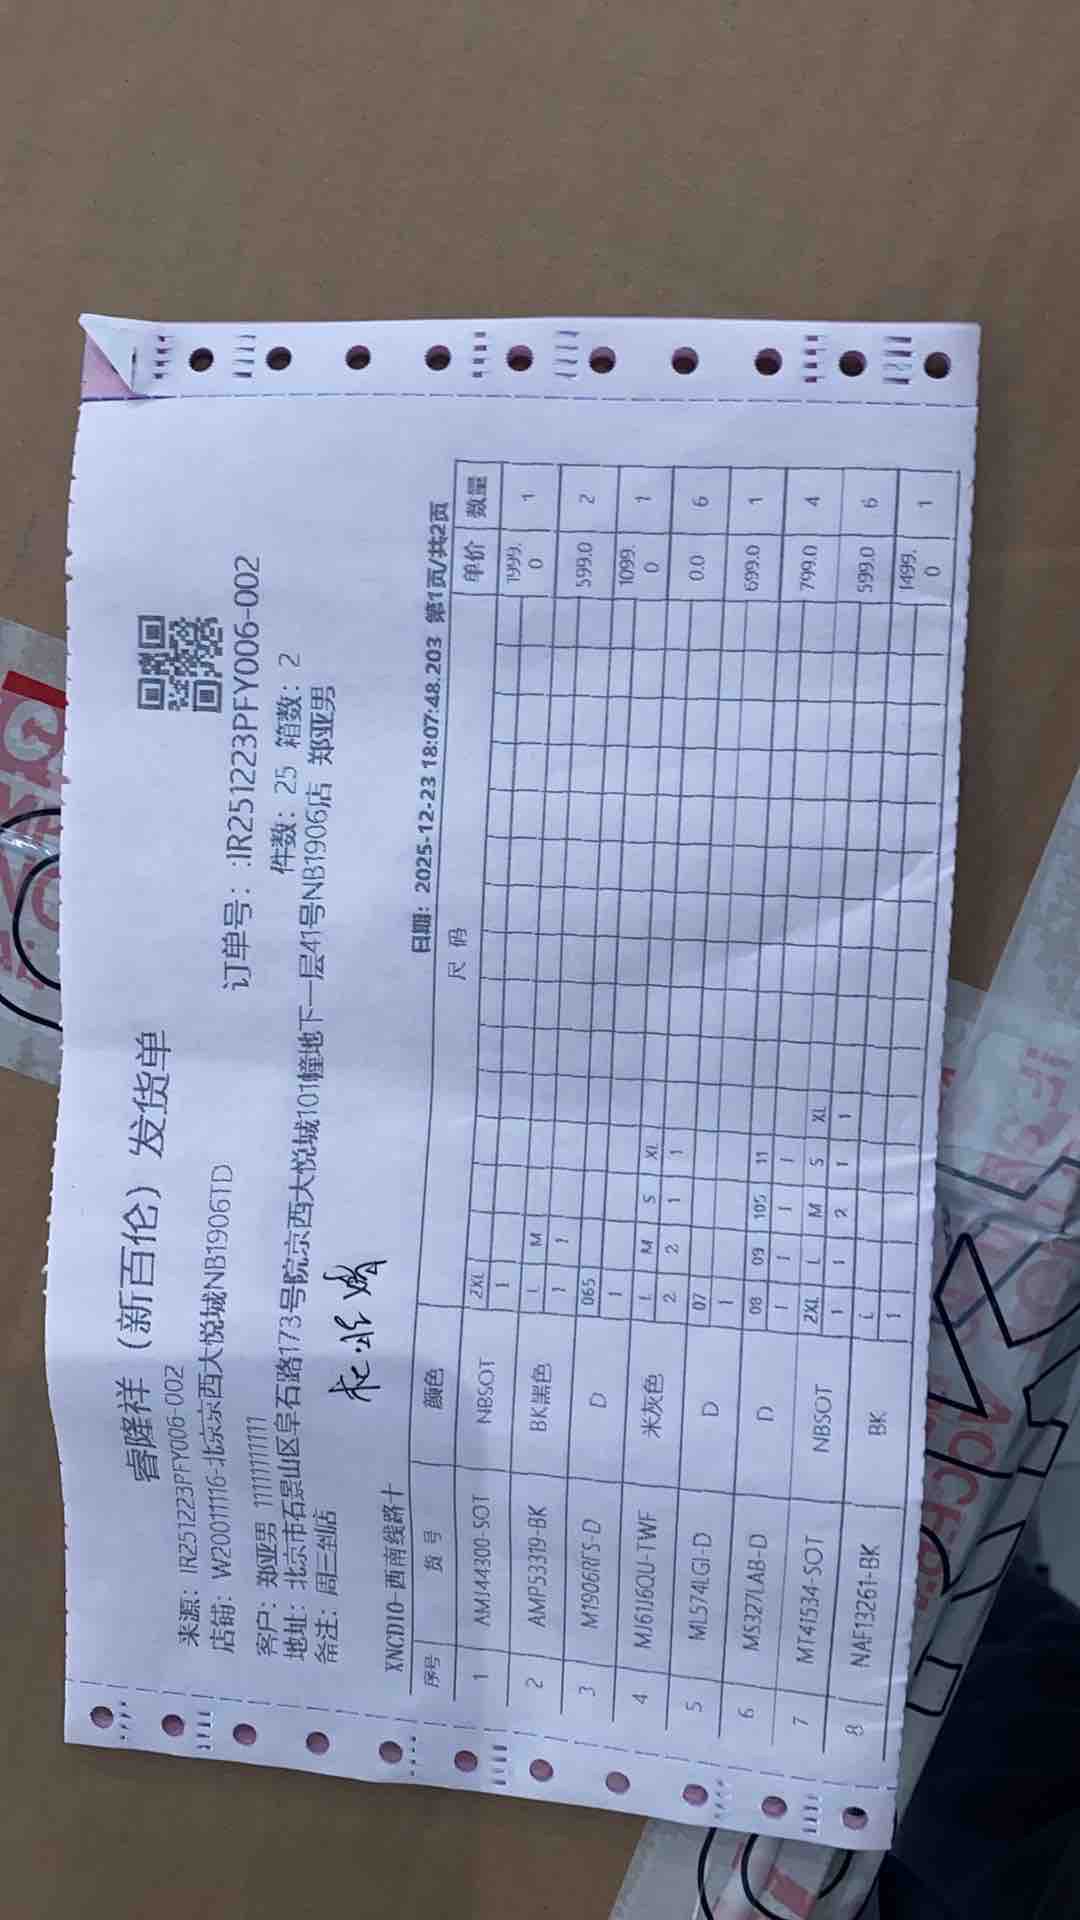 睿隆祥（新百伦）发货单
来源：IR251223PFY006-002
店铺：W20011116-北京京西大悦城NB1906TD 订单号：:IR251223PFY006-002
客户：郑亚男 11111111111 件数：25 箱数：2
地址：北京市石景山区阜石路173号院京西大悦城101幢地下一层41号NB1906店 郑亚男
备注：周三到店
XNCD10-西南线路十 日期：2025-12-23 18:07:48.203 第1页/共2页
序号 货号 颜色 尺码 单价 数量
1 AM144300-SOT NBSOT 2XL 1999.0 1
1
2 AMP53319-BK BK黑色 L M 599.0 2
1 1
3 M1906RFS-D D 065 1099.0 1
1
4 MJ6116QU-TWF 米灰色 L M S XL 0.0 6
2 2 1 1
5 ML574LGI-D D 07 699.0 1
1
6 MS327LAB-D D 08 09 105 11 799.0 4
1 1 1 1
7 MT41534-SOT NBSOT 2XL L M S XL 599.0 6
1 1 2 1 1
8 NAF13261-BK BK L 1499.0 1
1